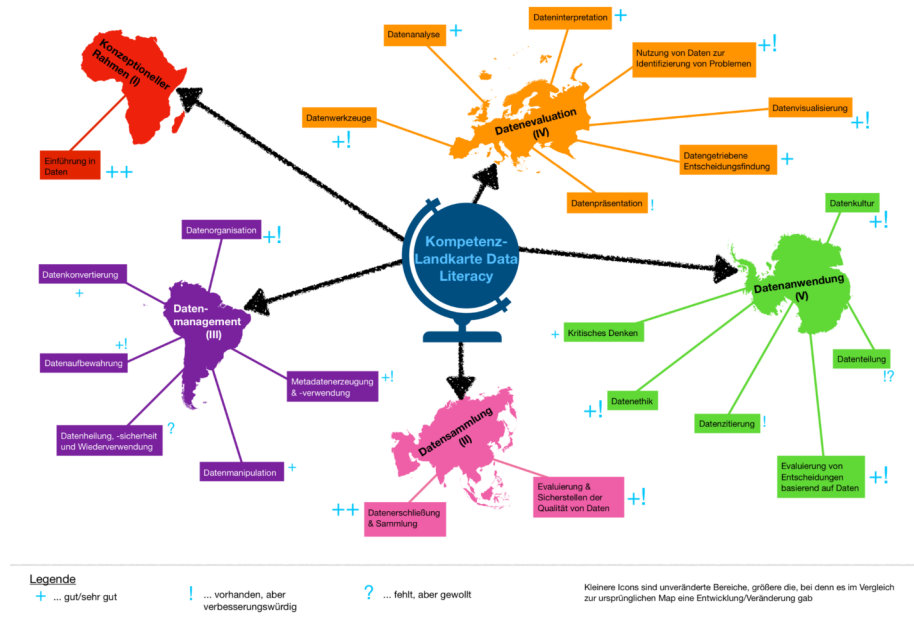 Konzeptioneller
Rahmen (I)
Einführung in
Daten
++
Datenanalyse
+
Dateninterpretation
+
Nutzung von Daten zur
Identifizierung von Problemen
+!
Datenwerkzeuge
+!
Datenevaluation
(IV)
Datenvisualisierung
+!
Datengetriebene
Entscheidungsfindung
+
Datenpräsentation
!
Kompetenz-
Landkarte Data
Literacy
Datenorganisation
+!
Datenkonvertierung
+
Daten-
management
(III)
Datenaufbewahrung
+!
Metadatenerzeugung
& -verwendung
+!
Datenheilung, -sicherheit
und Wiederverwendung
?
Datenmanipulation
+
Datensammlung
(II)
++
Datenerschließung
& Sammlung
Evaluierung &
Sicherstellen der
Qualität von Daten
+!
Datenkultur
+!
Datenanwendung
(V)
+
Kritisches Denken
Datenteilung
!?
+!
Datenethik
Datenzitierung
!
Evaluierung von
Entscheidungen
basierend auf Daten
+!
Legende
+ ... gut/sehr gut
! ... vorhanden, aber
verbesserungswürdig
? ... fehlt, aber gewollt
Kleinere Icons sind unveränderte Bereiche, größere die, bei denn es im Vergleich
zur ursprünglichen Map eine Entwicklung/Veränderung gab